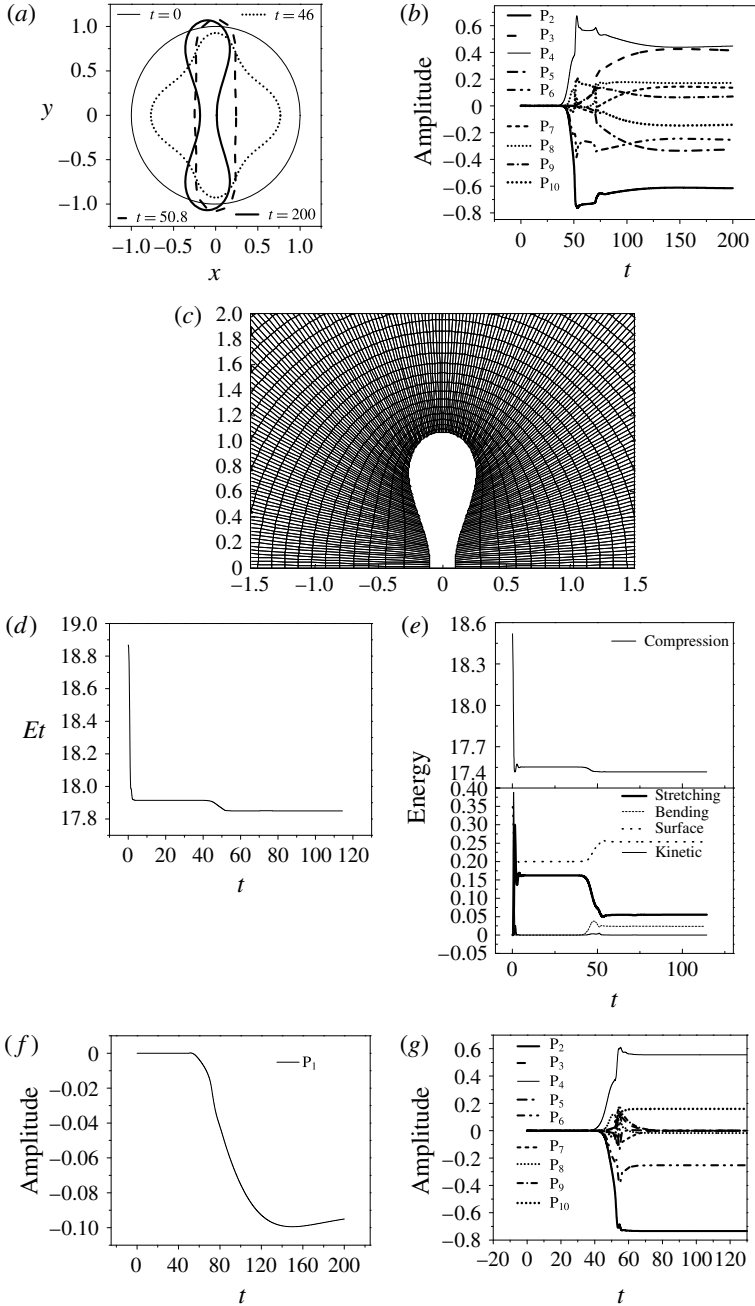 (a)
t = 0
t = 46
1.0
0.5
y
0
−0.5
−1.0
t = 50.8
t = 200
−1.0 −0.5 0 0.5 1.0
x
(b)
P2
P3
P4
P5
P6
P7
P8
P9
P10
0.6
0.4
0.2
0
−0.2
−0.4
−0.6
−0.8
Amplitude
0 50 100 150 200
t
(c)
2.0
1.8
1.6
1.4
1.2
1.0
0.8
0.6
0.4
0.2
0
−1.5 −1.0 −0.5 0 0.5 1.0 1.5
(d)
19.0
18.8
18.6
18.4
18.2
18.0
17.8
Et
0 20 40 60 80 100 120
t
(e)
18.6
18.3
18.0
17.7
17.4
Compression
Energy
0.40
0.35
0.30
0.25
0.20
0.15
0.10
0.05
0
−0.05
Stretching
Bending
Surface
Kinetic
0 50 100
t
(f)
0
−0.02
−0.04
−0.06
−0.08
−0.10
Amplitude
P1
0 40 80 120 160 200
t
(g)
P2
P3
P4
P5
P6
P7
P8
P9
P10
0.6
0.4
0.2
0
−0.2
−0.4
−0.6
−0.8
Amplitude
−20 0 20 40 60 80 100 120
t